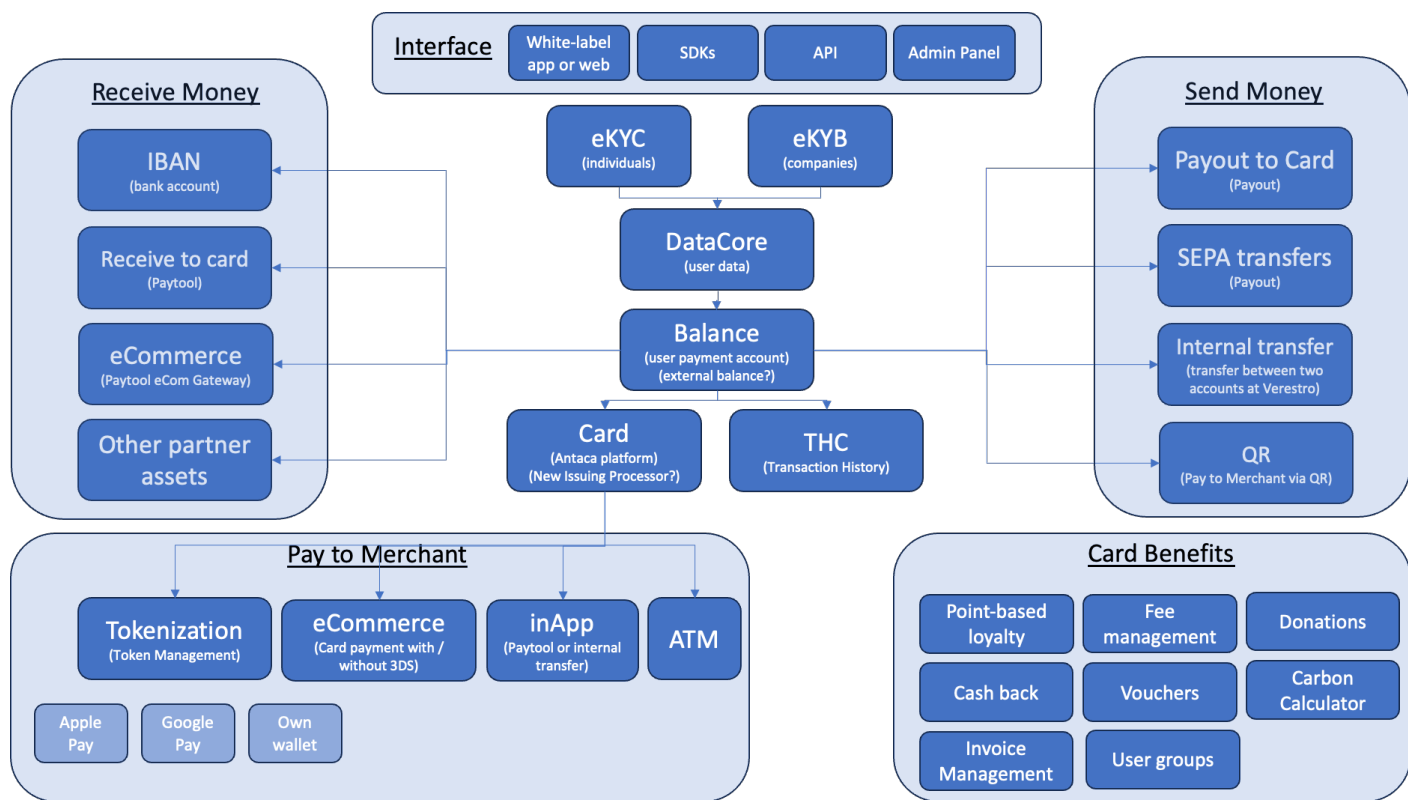 Interface
White-label
app or web
SDKs
API
Admin Panel
Receive Money
IBAN
(bank account)
Receive to card
(Paytool)
eCommerce
(Paytool eCom Gateway)
Other partner
assets
eKYC
(individuals)
eKYB
(companies)
DataCore
(user data)
Balance
(user payment account)
(external balance?)
Card
(Antaca platform)
(New Issuing Processor?)
THC
(Transaction History)
Send Money
Payout to Card
(Payout)
SEPA transfers
(Payout)
Internal transfer
(transfer between two
accounts at Verestro)
QR
(Pay to Merchant via QR)
Pay to Merchant
Tokenization
(Token Management)
eCommerce
(Card payment with /
without 3DS)
inApp
(Paytool or internal
transfer)
ATM
Apple
Pay
Google
Pay
Own
wallet
Card Benefits
Point-based
loyalty
Fee
management
Donations
Cash back
Vouchers
Carbon
Calculator
Invoice
Management
User groups